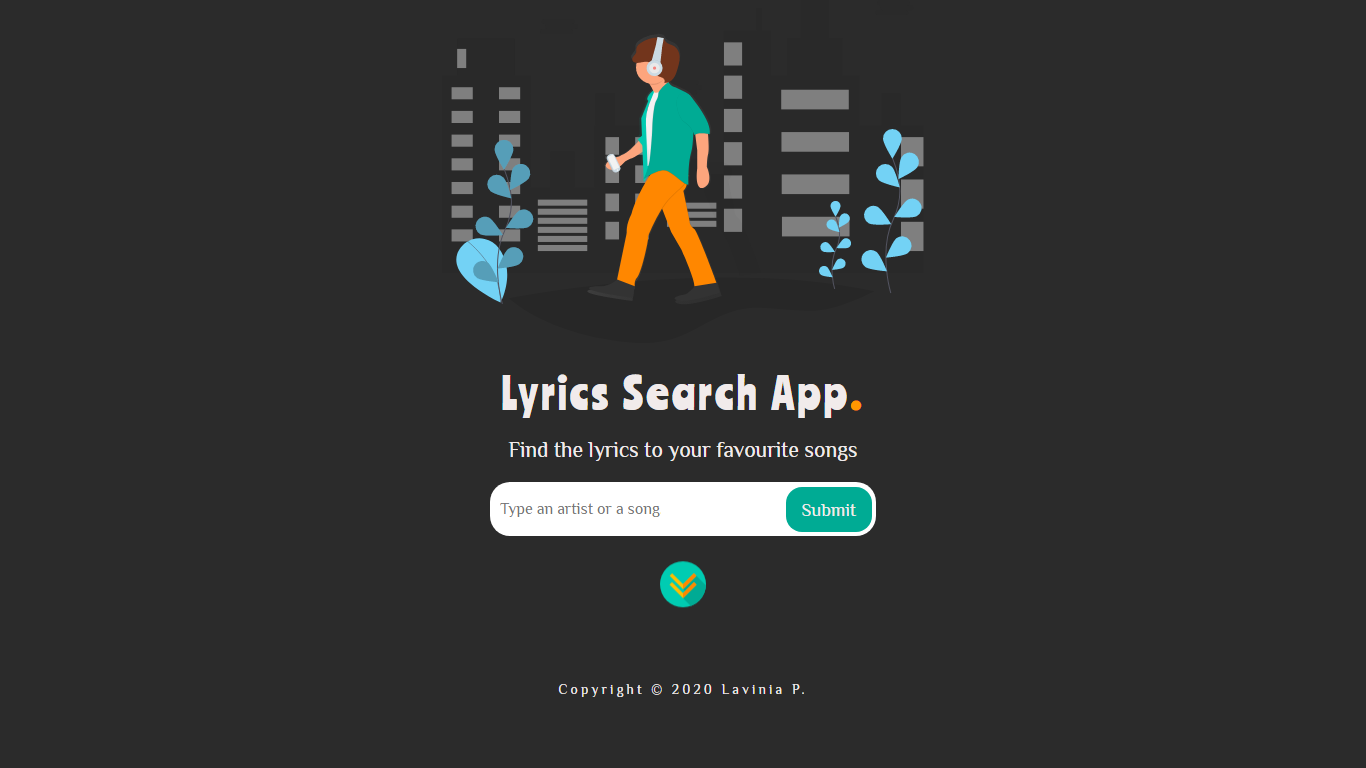 Lyrics Search App.
Find the lyrics to your favourite songs
Type an artist or a song
Submit
Copyright © 2020 Lavinia P.